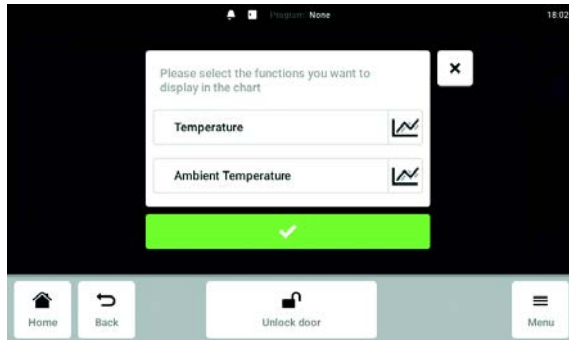 Program: None
18:02
Please select the functions you want to
display in the chart
Temperature
Ambient Temperature
Home
Back
Unlock door
Menu